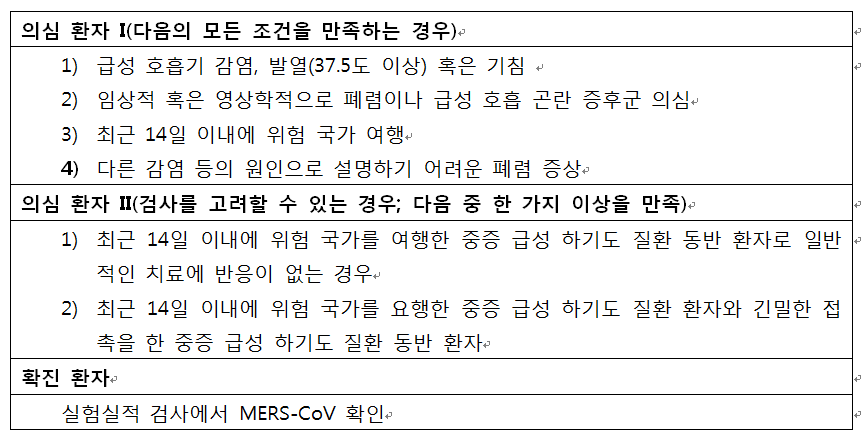 의심 환자 I(다음의 모든 조건을 만족하는 경우)
1) 급성 호흡기 감염, 발열(37.5도 이상) 혹은 기침
2) 임상적 혹은 영상학적으로 폐렴이나 급성 호흡 곤란 증후군 의심
3) 최근 14일 이내에 위험 국가 여행
4) 다른 감염 등의 원인으로 설명하기 어려운 폐렴 증상
의심 환자 II(검사를 고려할 수 있는 경우; 다음 중 한 가지 이상을 만족)
1) 최근 14일 이내에 위험 국가를 여행한 중증 급성 하기도 질환 동반 환자로 일반
적인 치료에 반응이 없는 경우
2) 최근 14일 이내에 위험 국가를 요행한 중증 급성 하기도 질환 환자와 긴밀한 접
촉을 한 중증 급성 하기도 질환 동반 환자
확진 환자
실험실적 검사에서 MERS-CoV 확인